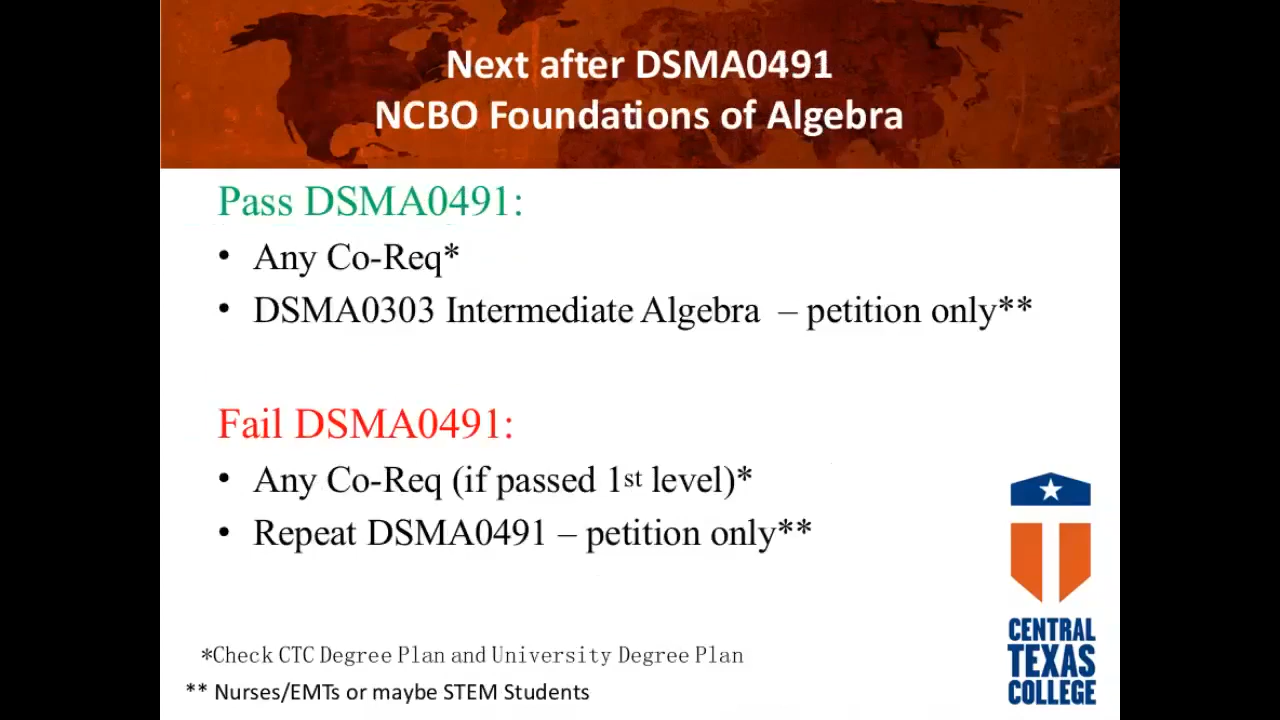 Next after DSMA0491
NCBO Foundations of Algebra
Pass DSMA0491:
• Any Co-Req*
• DSMA0303 Intermediate Algebra – petition only**
Fail DSMA0491:
• Any Co-Req (if passed 1st level)*
• Repeat DSMA0491 – petition only**
*Check CTC Degree Plan and University Degree Plan
** Nurses/EMTs or maybe STEM Students
CENTRAL
TEXAS
COLLEGE